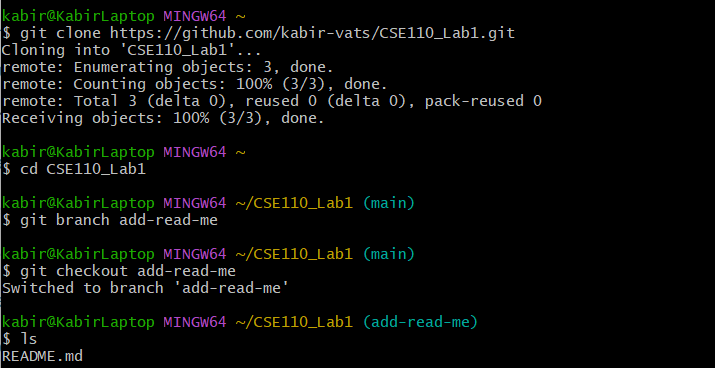 kabir@KabirLaptop MINGW64 ~
$ git clone https://github.com/kabir-vats/CSE110_Lab1.git
Cloning into 'CSE110_Lab1'...
remote: Enumerating objects: 3, done.
remote: Counting objects: 100% (3/3), done.
remote: Total 3 (delta 0), reused 0 (delta 0), pack-reused 0
Receiving objects: 100% (3/3), done.
kabir@KabirLaptop MINGW64 ~
$ cd CSE110_Lab1
kabir@KabirLaptop MINGW64 ~/CSE110_Lab1 (main)
$ git branch add-read-me
kabir@KabirLaptop MINGW64 ~/CSE110_Lab1 (main)
$ git checkout add-read-me
Switched to branch 'add-read-me'
kabir@KabirLaptop MINGW64 ~/CSE110_Lab1 (add-read-me)
$ ls
README.md